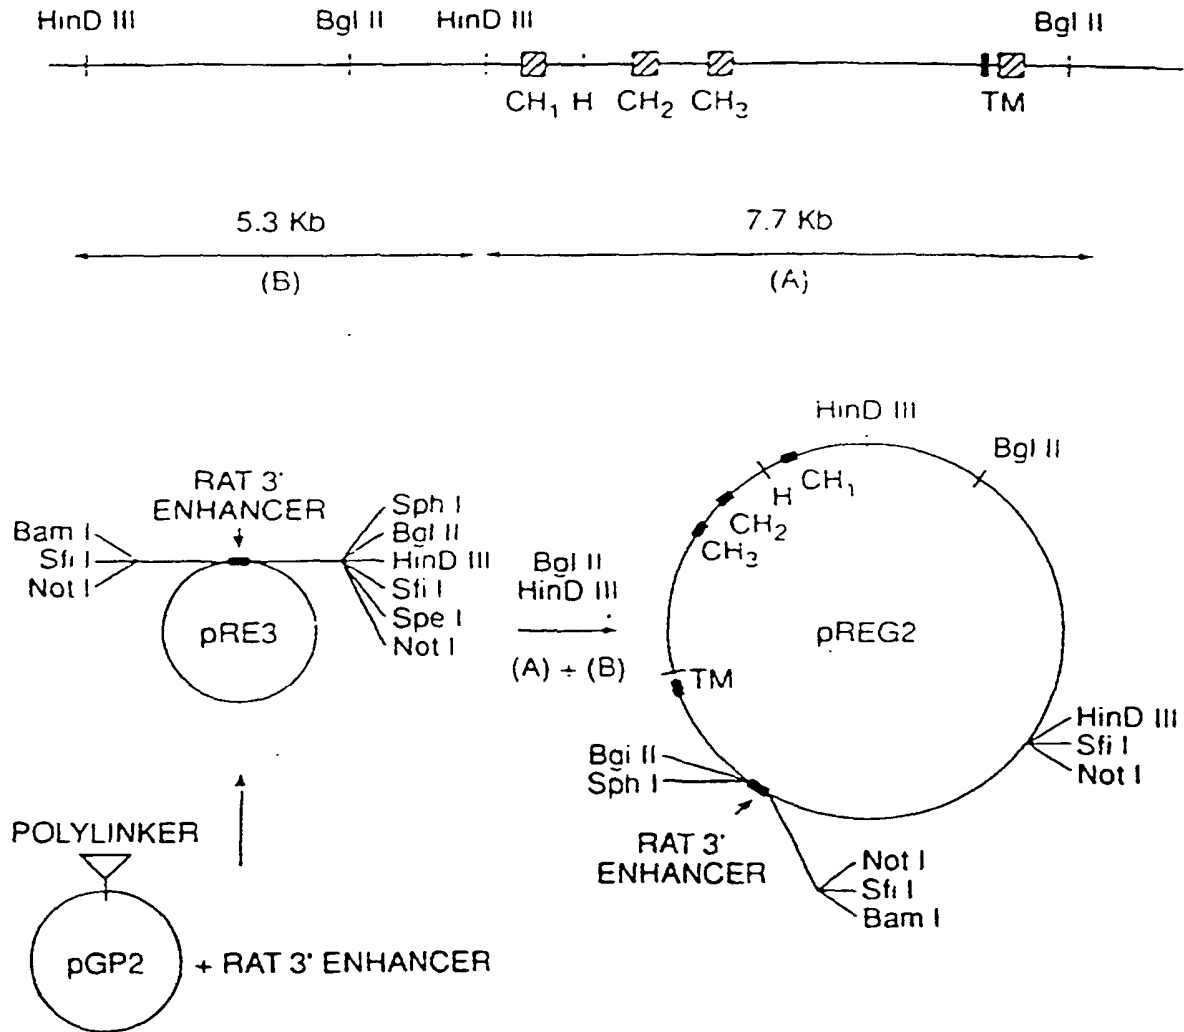 HinD III
Bgl II
HinD III
Bgl II
CH1
H
CH2
CH3
TM
5.3 Kb
(B)
7.7 Kb
(A)
RAT 3'
ENHANCER
Bam I
Sfi I
Not I
Sph I
Bgl II
HinD III
Sfi I
Spe I
Not I
pRE3
Bgl II
HinD III
(A) + (B)
HinD III
Bgl II
CH1
H
CH2
CH3
pREG2
TM
Bgl II
Sph I
HinD III
Sfi I
Not I
RAT 3'
ENHANCER
Not I
Sfi I
Bam I
POLYLINKER
pGP2
+ RAT 3' ENHANCER